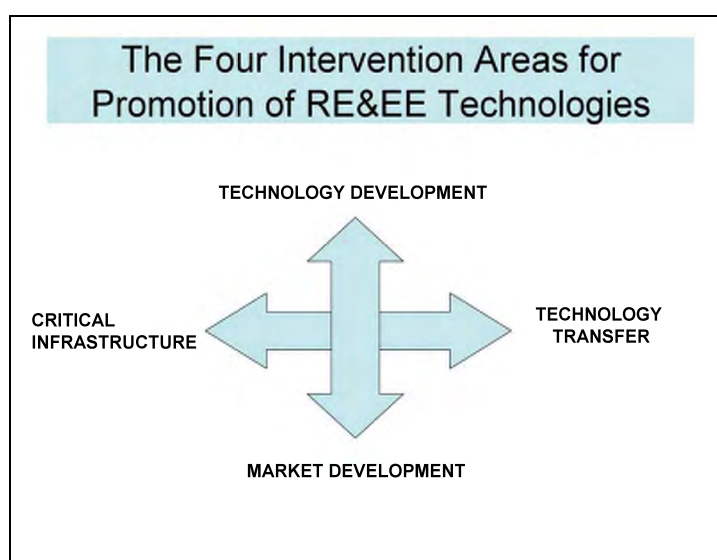 The Four Intervention Areas for
Promotion of RE&EE Technologies
TECHNOLOGY DEVELOPMENT
CRITICAL
INFRASTRUCTURE
TECHNOLOGY
TRANSFER
MARKET DEVELOPMENT